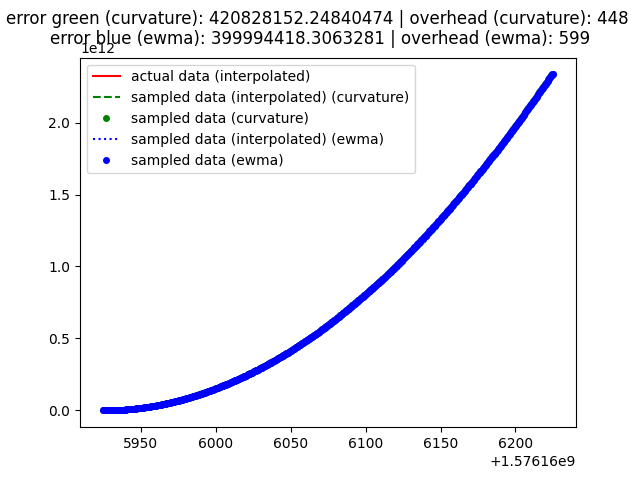 error green (curvature): 420828152.24840474 | overhead (curvature): 448
error blue (ewma): 399994418.3063281 | overhead (ewma): 599
1e12
actual data (interpolated)
sampled data (interpolated) (curvature)
sampled data (curvature)
sampled data (interpolated) (ewma)
sampled data (ewma)
2.0
1.5
1.0
0.5
0.0
5950 6000 6050 6100 6150 6200
+1.57616e9